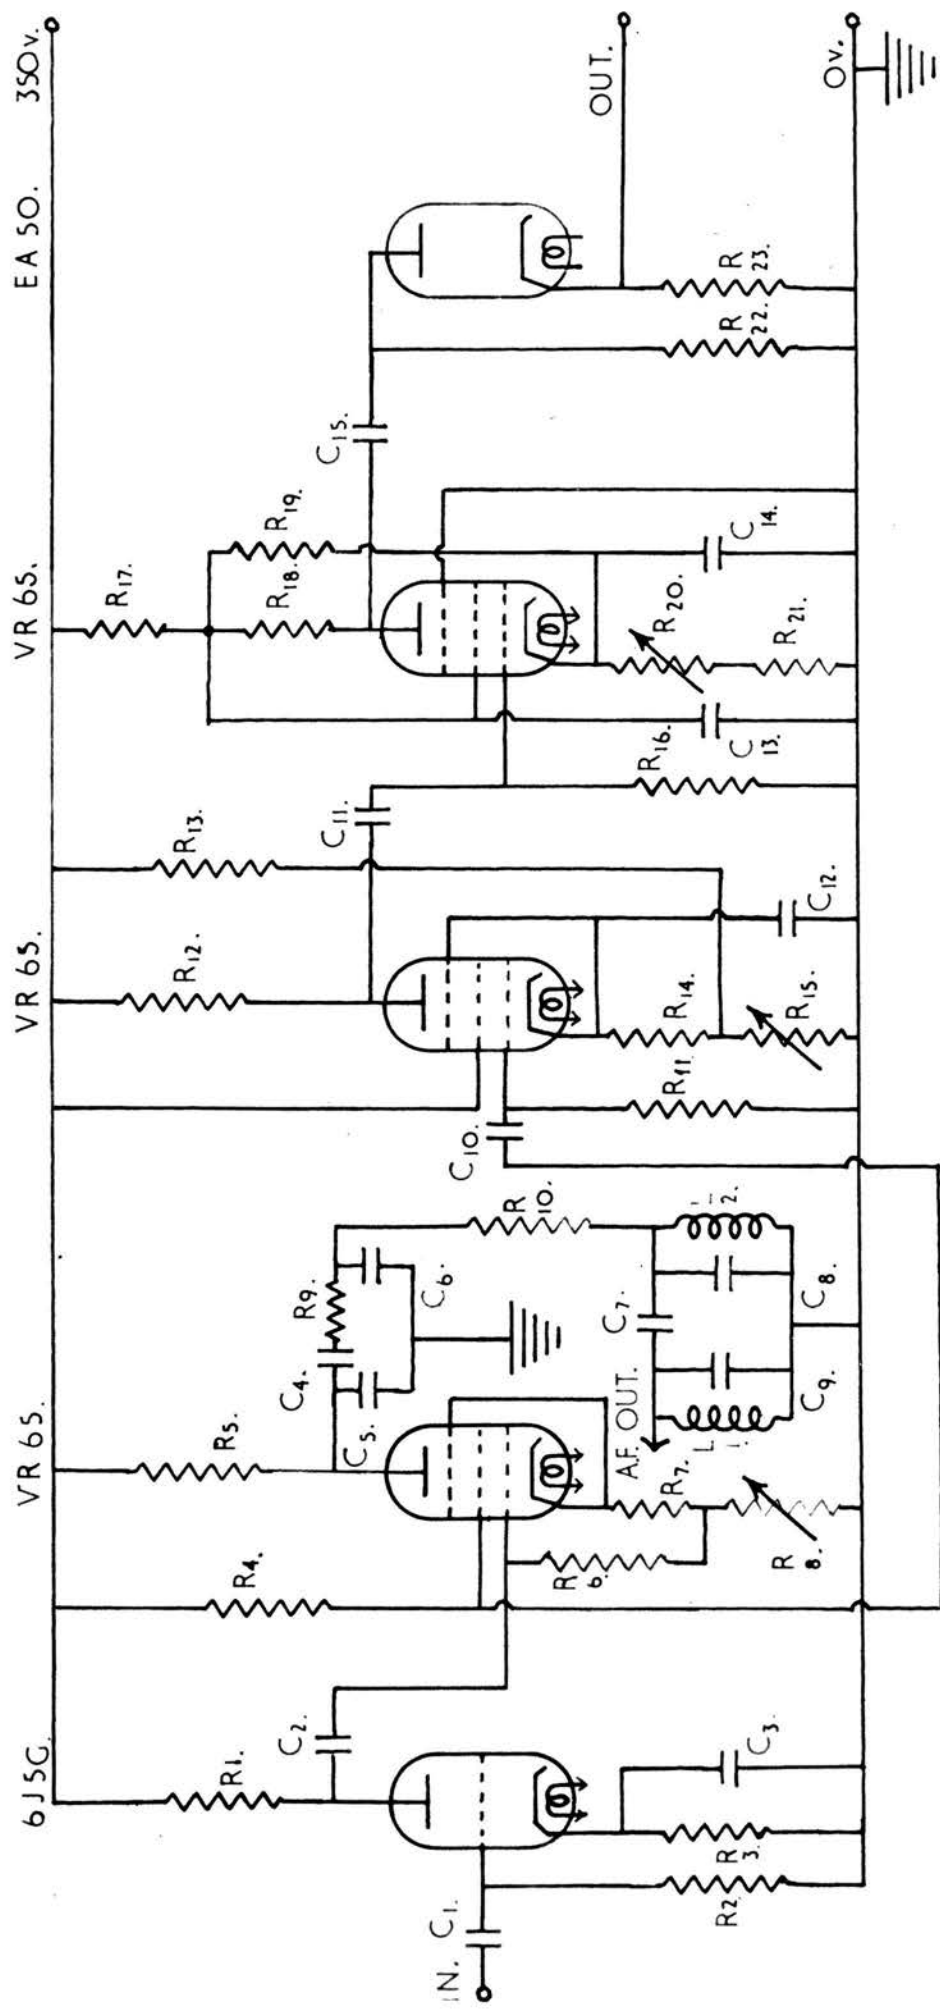 6J5G.
VR 65.
VR 65.
VR 65.
EA 50.
350v.
R1.
R4.
R5.
R12.
R13.
R17.
R18.
R19.
C2.
C4.
R9.
C5.
C6.
C11.
C15.
IN.
C1.
R2
R3.
C3.
R6.
R7.
R8.
A.F. OUT.
C7.
R10.
L1.
L2.
C9.
C8.
C10.
R11
R14.
R15.
C12.
R16.
C13.
R20.
R21.
C14.
R22.
R23.
OUT.
0v.